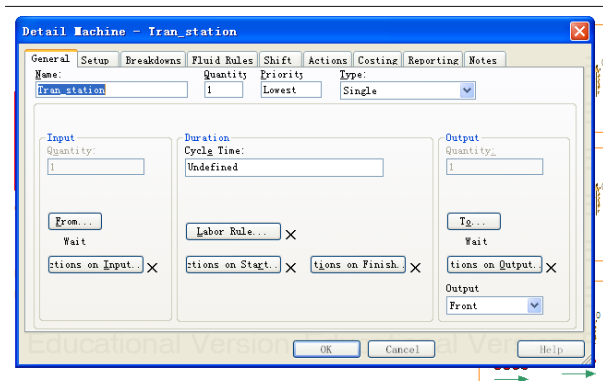 Detail Machine - Tran_station
General Setup Breakdowns Fluid Rules Shift Actions Costing Reporting Notes
Name: Quantity Priority Type:
Tran_station 1 Lowest Single
Input Duration Output
Quantity: Cycle Time: Quantity:
1 Undefined 1
From... Labor Rule... To...
Wait Wait
ctions on Input.. ctions on Start.. tions on Finish. tions on Output.
Output
Front
Educational Version
OK Cancel Help